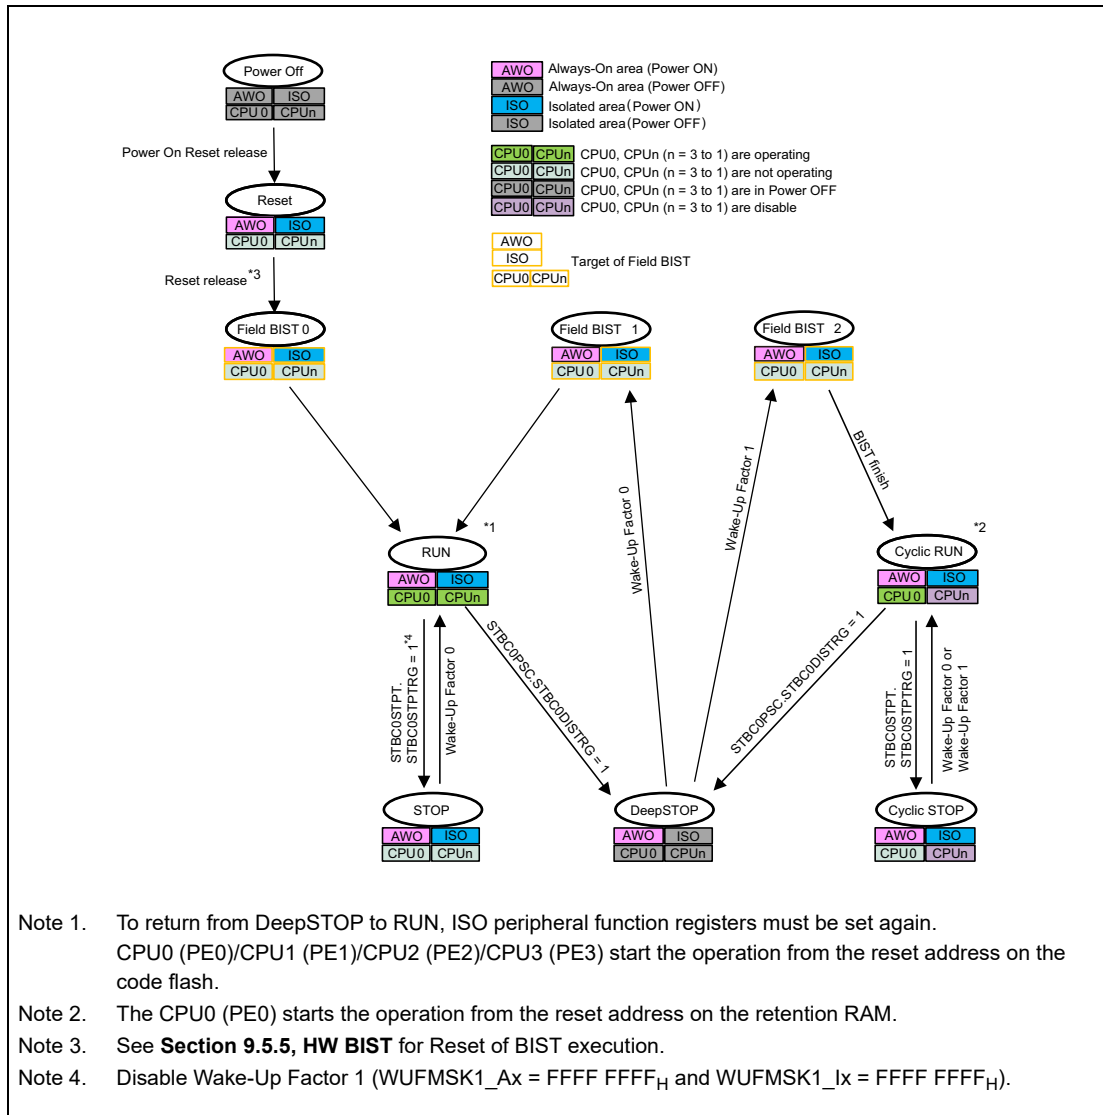 Power Off
AWO ISO
CPU 0 CPUn
Power On Reset release
Reset
AWO ISO
CPU 0 CPUn
Reset release*3
Field BIST 0
AWO ISO
CPU0 CPUn
AWO Always-On area (Power ON)
AWO Always-On area (Power OFF)
ISO Isolated area (Power ON)
ISO Isolated area (Power OFF)
CPU0 CPUn CPU0, CPUn (n = 3 to 1) are operating
CPU0 CPUn CPU0, CPUn (n = 3 to 1) are not operating
CPU0 CPUn CPU0, CPUn (n = 3 to 1) are in Power OFF
CPU0 CPUn CPU0, CPUn (n = 3 to 1) are disable
AWO
ISO
CPU0 CPUn
Target of Field BIST
Field BIST 1
AWO ISO
CPU 0 CPUn
Field BIST 2
AWO ISO
CPU 0 CPUn
Wake-Up Factor 0
Wake-Up Factor 1
BIST finish
*1
RUN
AWO ISO
CPU 0 CPUn
*2
Cyclic RUN
AWO ISO
CPU 0 CPUn
STBC0STPT.
STBC0STPTRG = 1*4
Wake-Up Factor 0
STBC0PSC.STBC0DISTRG = 1
STBC0PSC.STBC0DISTRG = 1
STBC0STPT.
STBC0STPTRG = 1
Wake-Up Factor 0 or
Wake-Up Factor 1
STOP
AWO ISO
CPU 0 CPUn
DeepSTOP
AWO ISO
CPU 0 CPUn
Cyclic STOP
AWO ISO
CPU 0 CPUn
Note 1. To return from DeepSTOP to RUN, ISO peripheral function registers must be set again.
CPU0 (PE0)/CPU1 (PE1)/CPU2 (PE2)/CPU3 (PE3) start the operation from the reset address on the
code flash.
Note 2. The CPU0 (PE0) starts the operation from the reset address on the retention RAM.
Note 3. See Section 9.5.5, HW BIST for Reset of BIST execution.
Note 4. Disable Wake-Up Factor 1 (WUFMSK1_Ax = FFFF FFFFH and WUFMSK1_Ix = FFFF FFFFH).